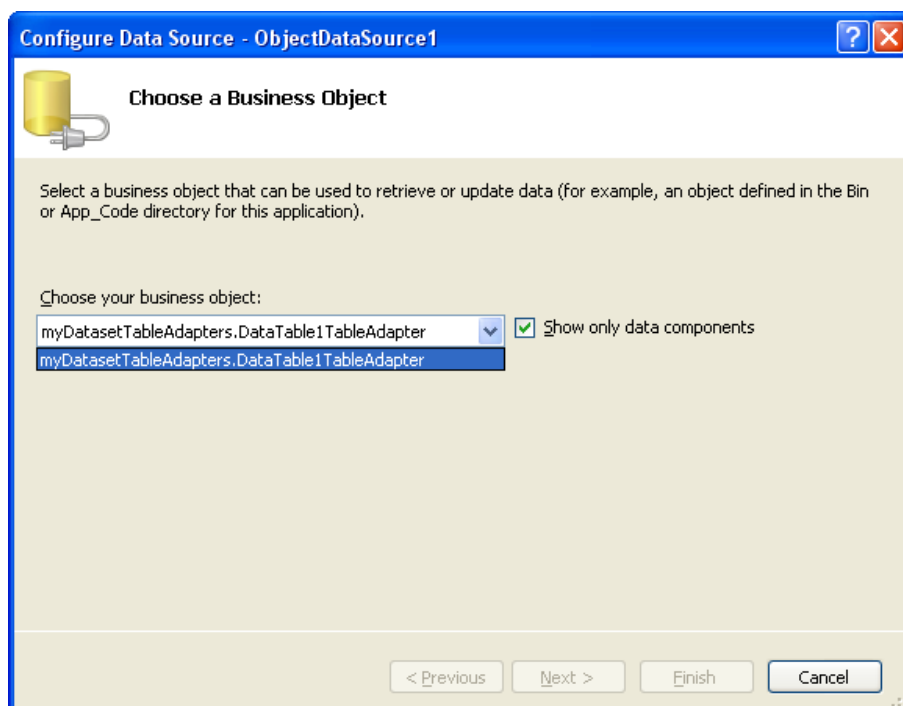 Configure Data Source - ObjectDataSource1
Choose a Business Object
Select a business object that can be used to retrieve or update data (for example, an object defined in the Bin
or App_Code directory for this application).
Choose your business object:
myDatasetTableAdapters.DataTable1TableAdapter
Show only data components
myDatasetTableAdapters.DataTable1TableAdapter
< Previous
Next >
Finish
Cancel